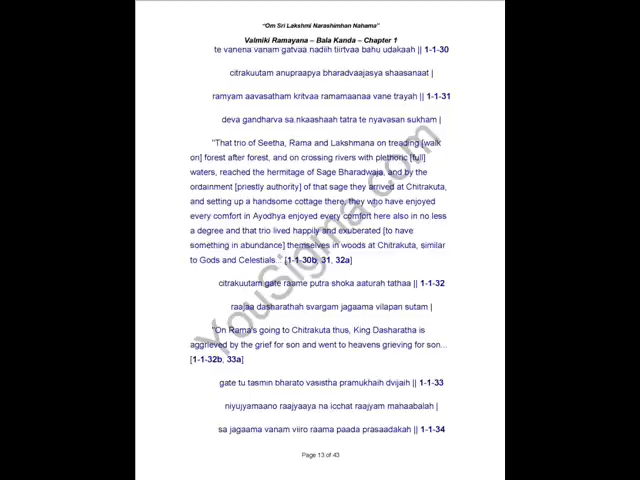 "Om Sri Lakshmi Narashimhan Nahama"
Valmiki Ramayana – Bala Kanda – Chapter 1
te vanena vanam gatvaa nadiih tiirtvaa bahu udakaah || 1-1-30
citrakuutam anupraapya bharadvaajasya shaasanaat |
ramyam aavasatham kritvaa ramamaanaa vane trayah || 1-1-31
deva gandharva sa.nkaashaah tatra te nyavasan sukham |
"That trio of Seetha, Rama and Lakshmana on treading [walk
on] forest after forest, and on crossing rivers with plethoric [full]
waters, reached the hermitage of Sage Bharadwaja, and by the
ordainment [priestly authority] of that sage they arrived at Chitrakuta,
and setting up a handsome cottage there, they who have enjoyed
every comfort in Ayodhya enjoyed every comfort here also in no less
a degree and that trio lived happily and exuberated [to have
something in abundance] themselves in woods at Chitrakuta, similar
to Gods and Celestials... [1-1-30b, 31, 32a]
citrakuutam gate raame putra shoka aaturah tathaa || 1-1-32
raajaa dasharathah svargam jagaama vilapan sutam |
"On Rama's going to Chitrakuta thus, King Dasharatha is
aggrieved by the grief for son and went to heavens grieving for son...
[1-1-32b, 33a]
gate tu tasmin bharato vasistha pramukhaih dvijaih || 1-1-33
niyujyamaano raajyaaya na icchat raajyam mahaabalah |
sa jagaama vanam viiro raama paada prasaadakah || 1-1-34
Page 13 of 43
YouSigma.com